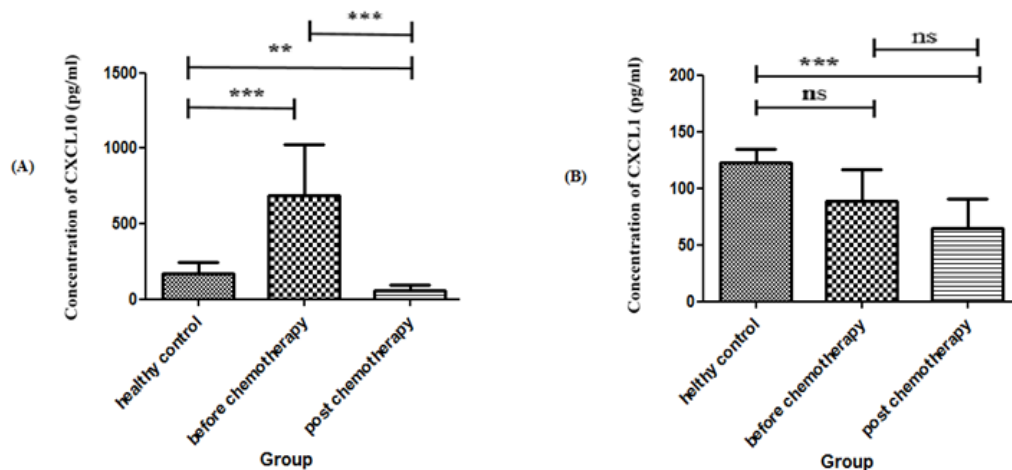 (A)
Concentration of CXCL10 (pg/ml)
1500
1000
500
0
***
**
***
healthy control
before chemotherapy
post chemotherapy
Group
(B)
Concentration of CXCL1 (pg/ml)
200
150
100
50
0
ns
***
ns
helthy control
before chemotherapy
post chemotherapy
Group